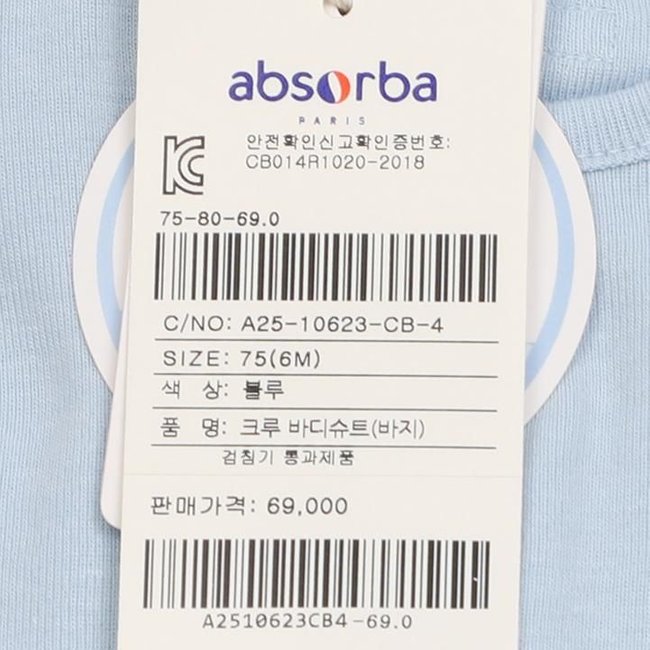 absorba
PARIS
안전확인신고확인증번호:
CB014R1020-2018
75-80-69.0
C/NO: A25-10623-CB-4
SIZE: 75(6M)
색 상: 블루
품 명: 크루 바디슈트(바지)
검침기 통과제품
판매가격: 69,000
A2510623CB4-69.0